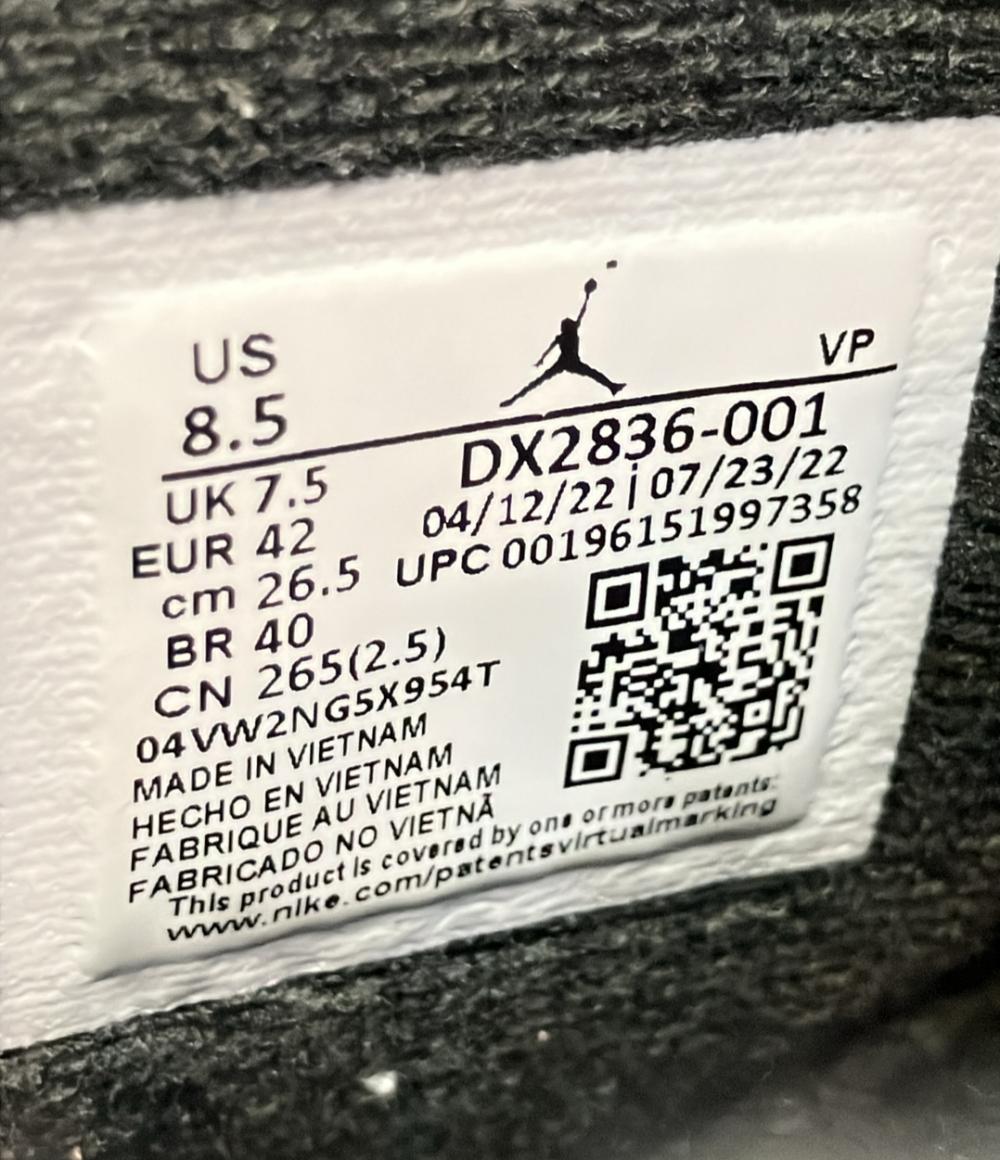 US
8.5
VP
UK 7.5
EUR 42
cm 26.5
BR 40
CN 265(2.5)
DX2836-001
04/12/22 | 07/23/22
UPC 00196151997358
04VW2NG5X954T
MADE IN VIETNAM
HECHO EN VIETNAM
FABRIQUE AU VIETNAM
FABRICADO NO VIETNÃ
This product is covered by one or more patents:
www.nike.com/patentsvirtualmarking